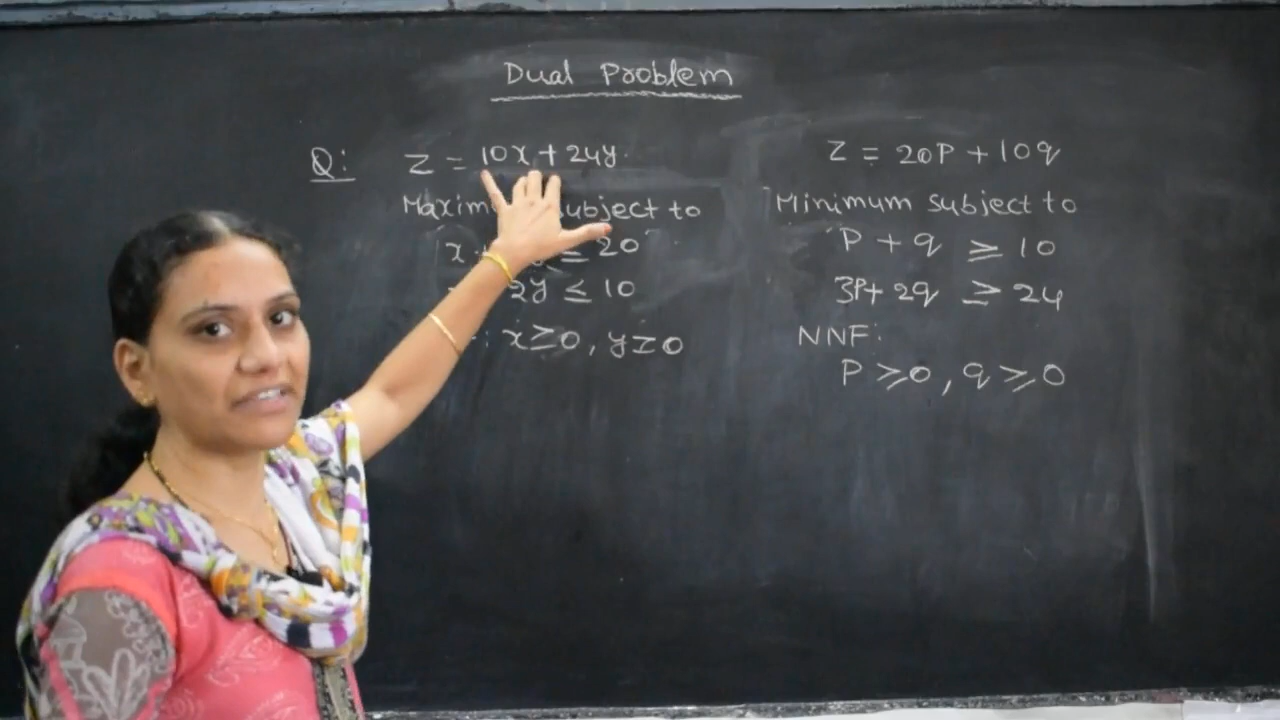 Dual Problem
Q: Z = 10x + 24y
Subject to
x ≤ 20
2y ≤ 10
: x ≥ 0, y ≥ 0
Z = 20P + 10q
Minimum subject to
P + q ≥ 10
3P + 2q ≥ 24
NNF:
P ≥ 0, q ≥ 0